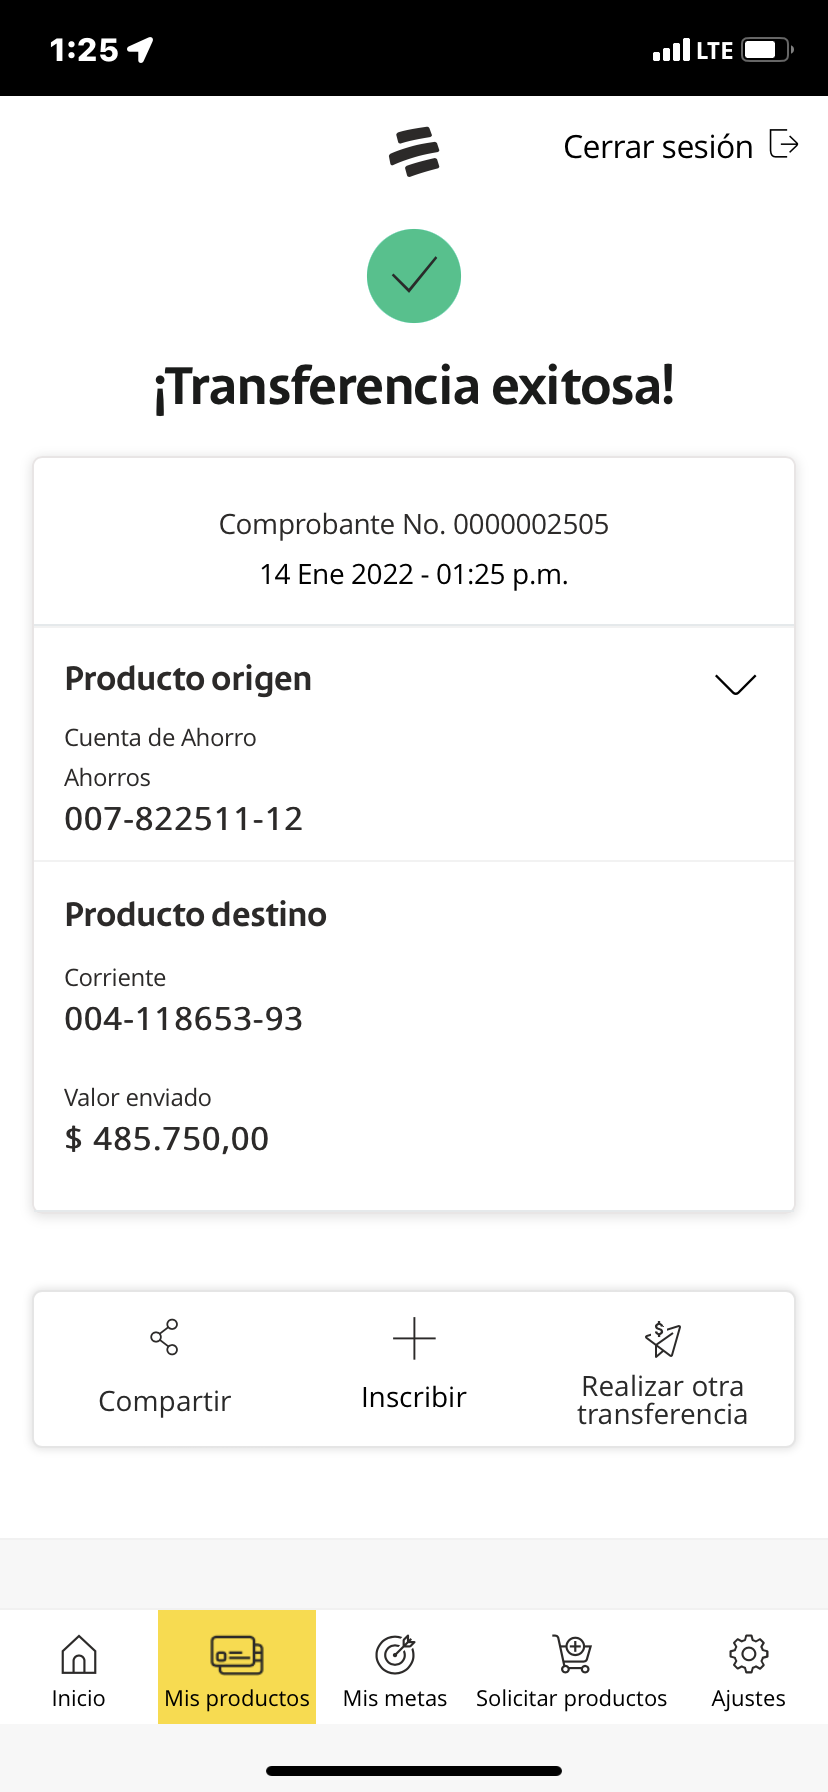 1:25
LTE
Cerrar sesión
¡Transferencia exitosa!
Comprobante No. 0000002505
14 Ene 2022 - 01:25 p.m.
Producto origen
Cuenta de Ahorro
Ahorros
007-822511-12
Producto destino
Corriente
004-118653-93
Valor enviado
$ 485.750,00
Compartir
Inscribir
Realizar otra
transferencia
Inicio
Mis productos
Mis metas
Solicitar productos
Ajustes